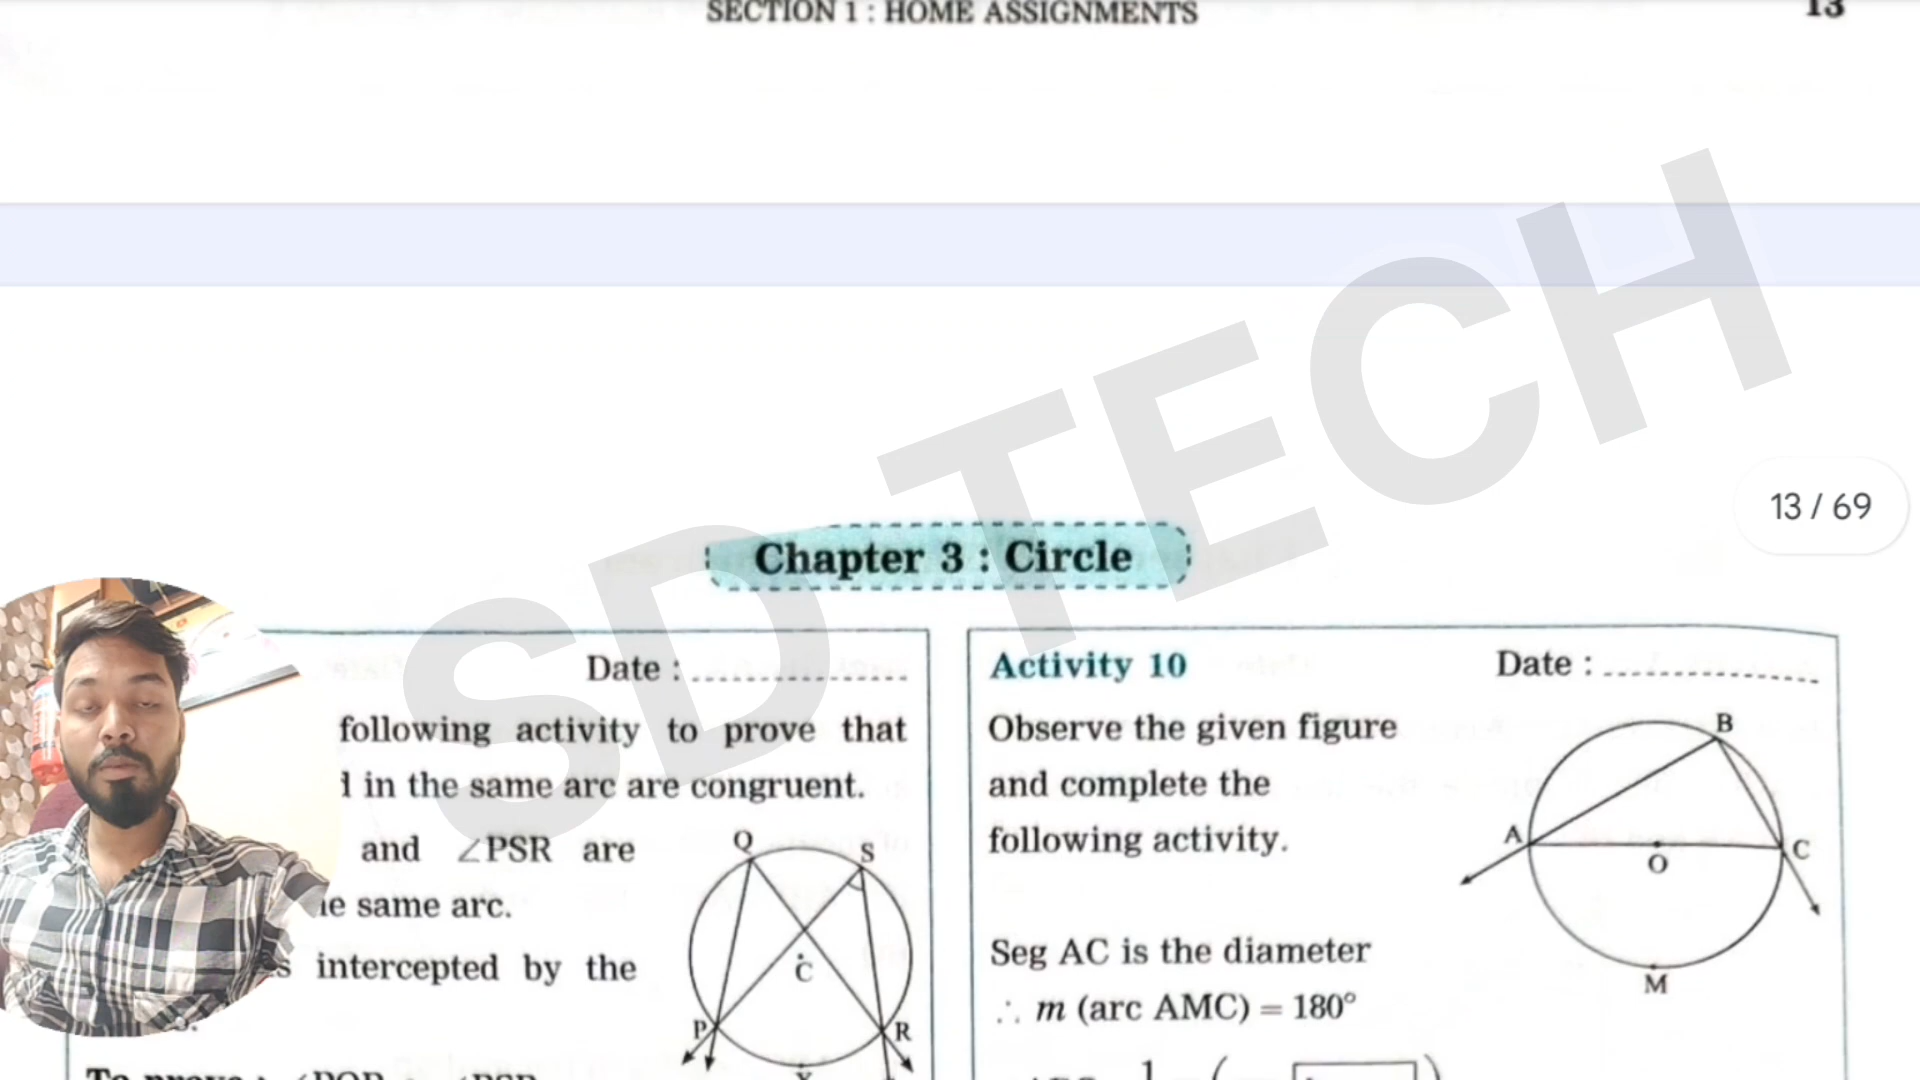 SECTION 1 : HOME ASSIGNMENTS
13
SD TECH
13 / 69
Chapter 3 : Circle
Date :
following activity to prove that
in the same arc are congruent.
and ∠PSR are
same arc.
intercepted by the
Q
S
C
P
R
X
To prove :
Activity 10
Date :
Observe the given figure
and complete the
following activity.
B
A
O
C
M
Seg AC is the diameter
∴ m (arc AMC) = 180°